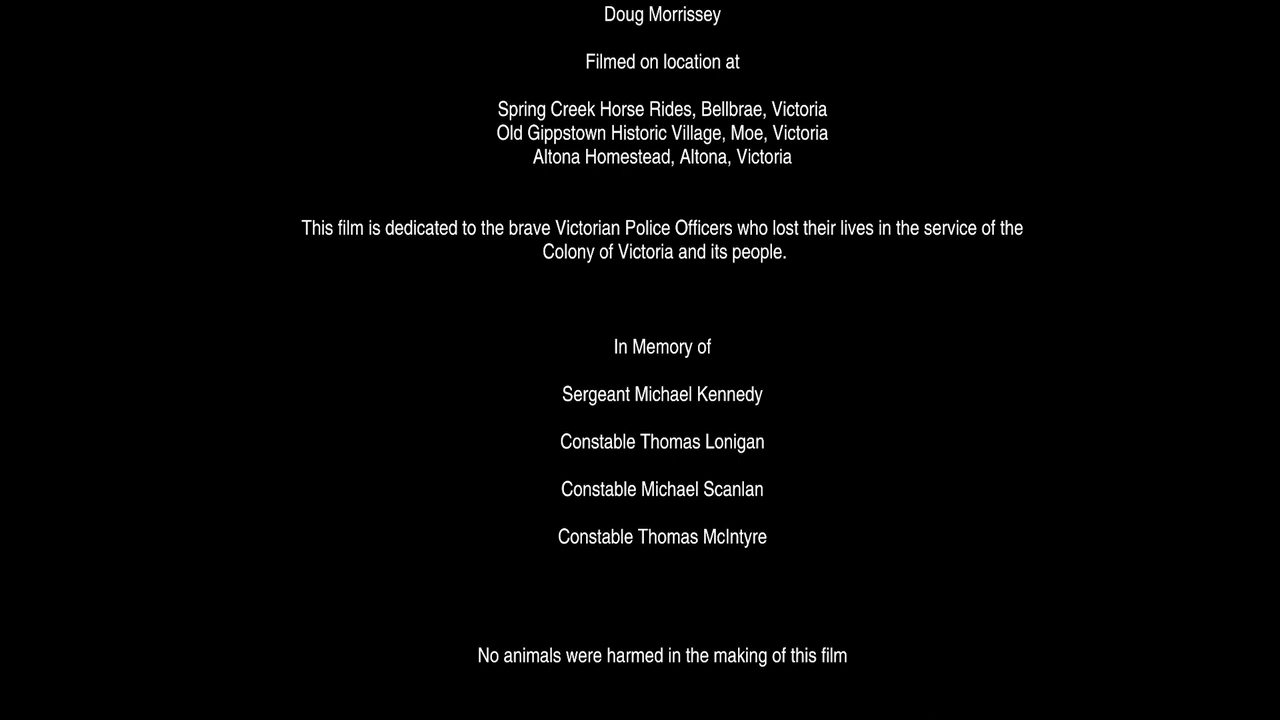 Doug Morrissey
Filmed on location at
Spring Creek Horse Rides, Bellbrae, Victoria
Old Gippstown Historic Village, Moe, Victoria
Altona Homestead, Altona, Victoria
This film is dedicated to the brave Victorian Police Officers who lost their lives in the service of the
Colony of Victoria and its people.
In Memory of
Sergeant Michael Kennedy
Constable Thomas Lonigan
Constable Michael Scanlan
Constable Thomas McIntyre
No animals were harmed in the making of this film